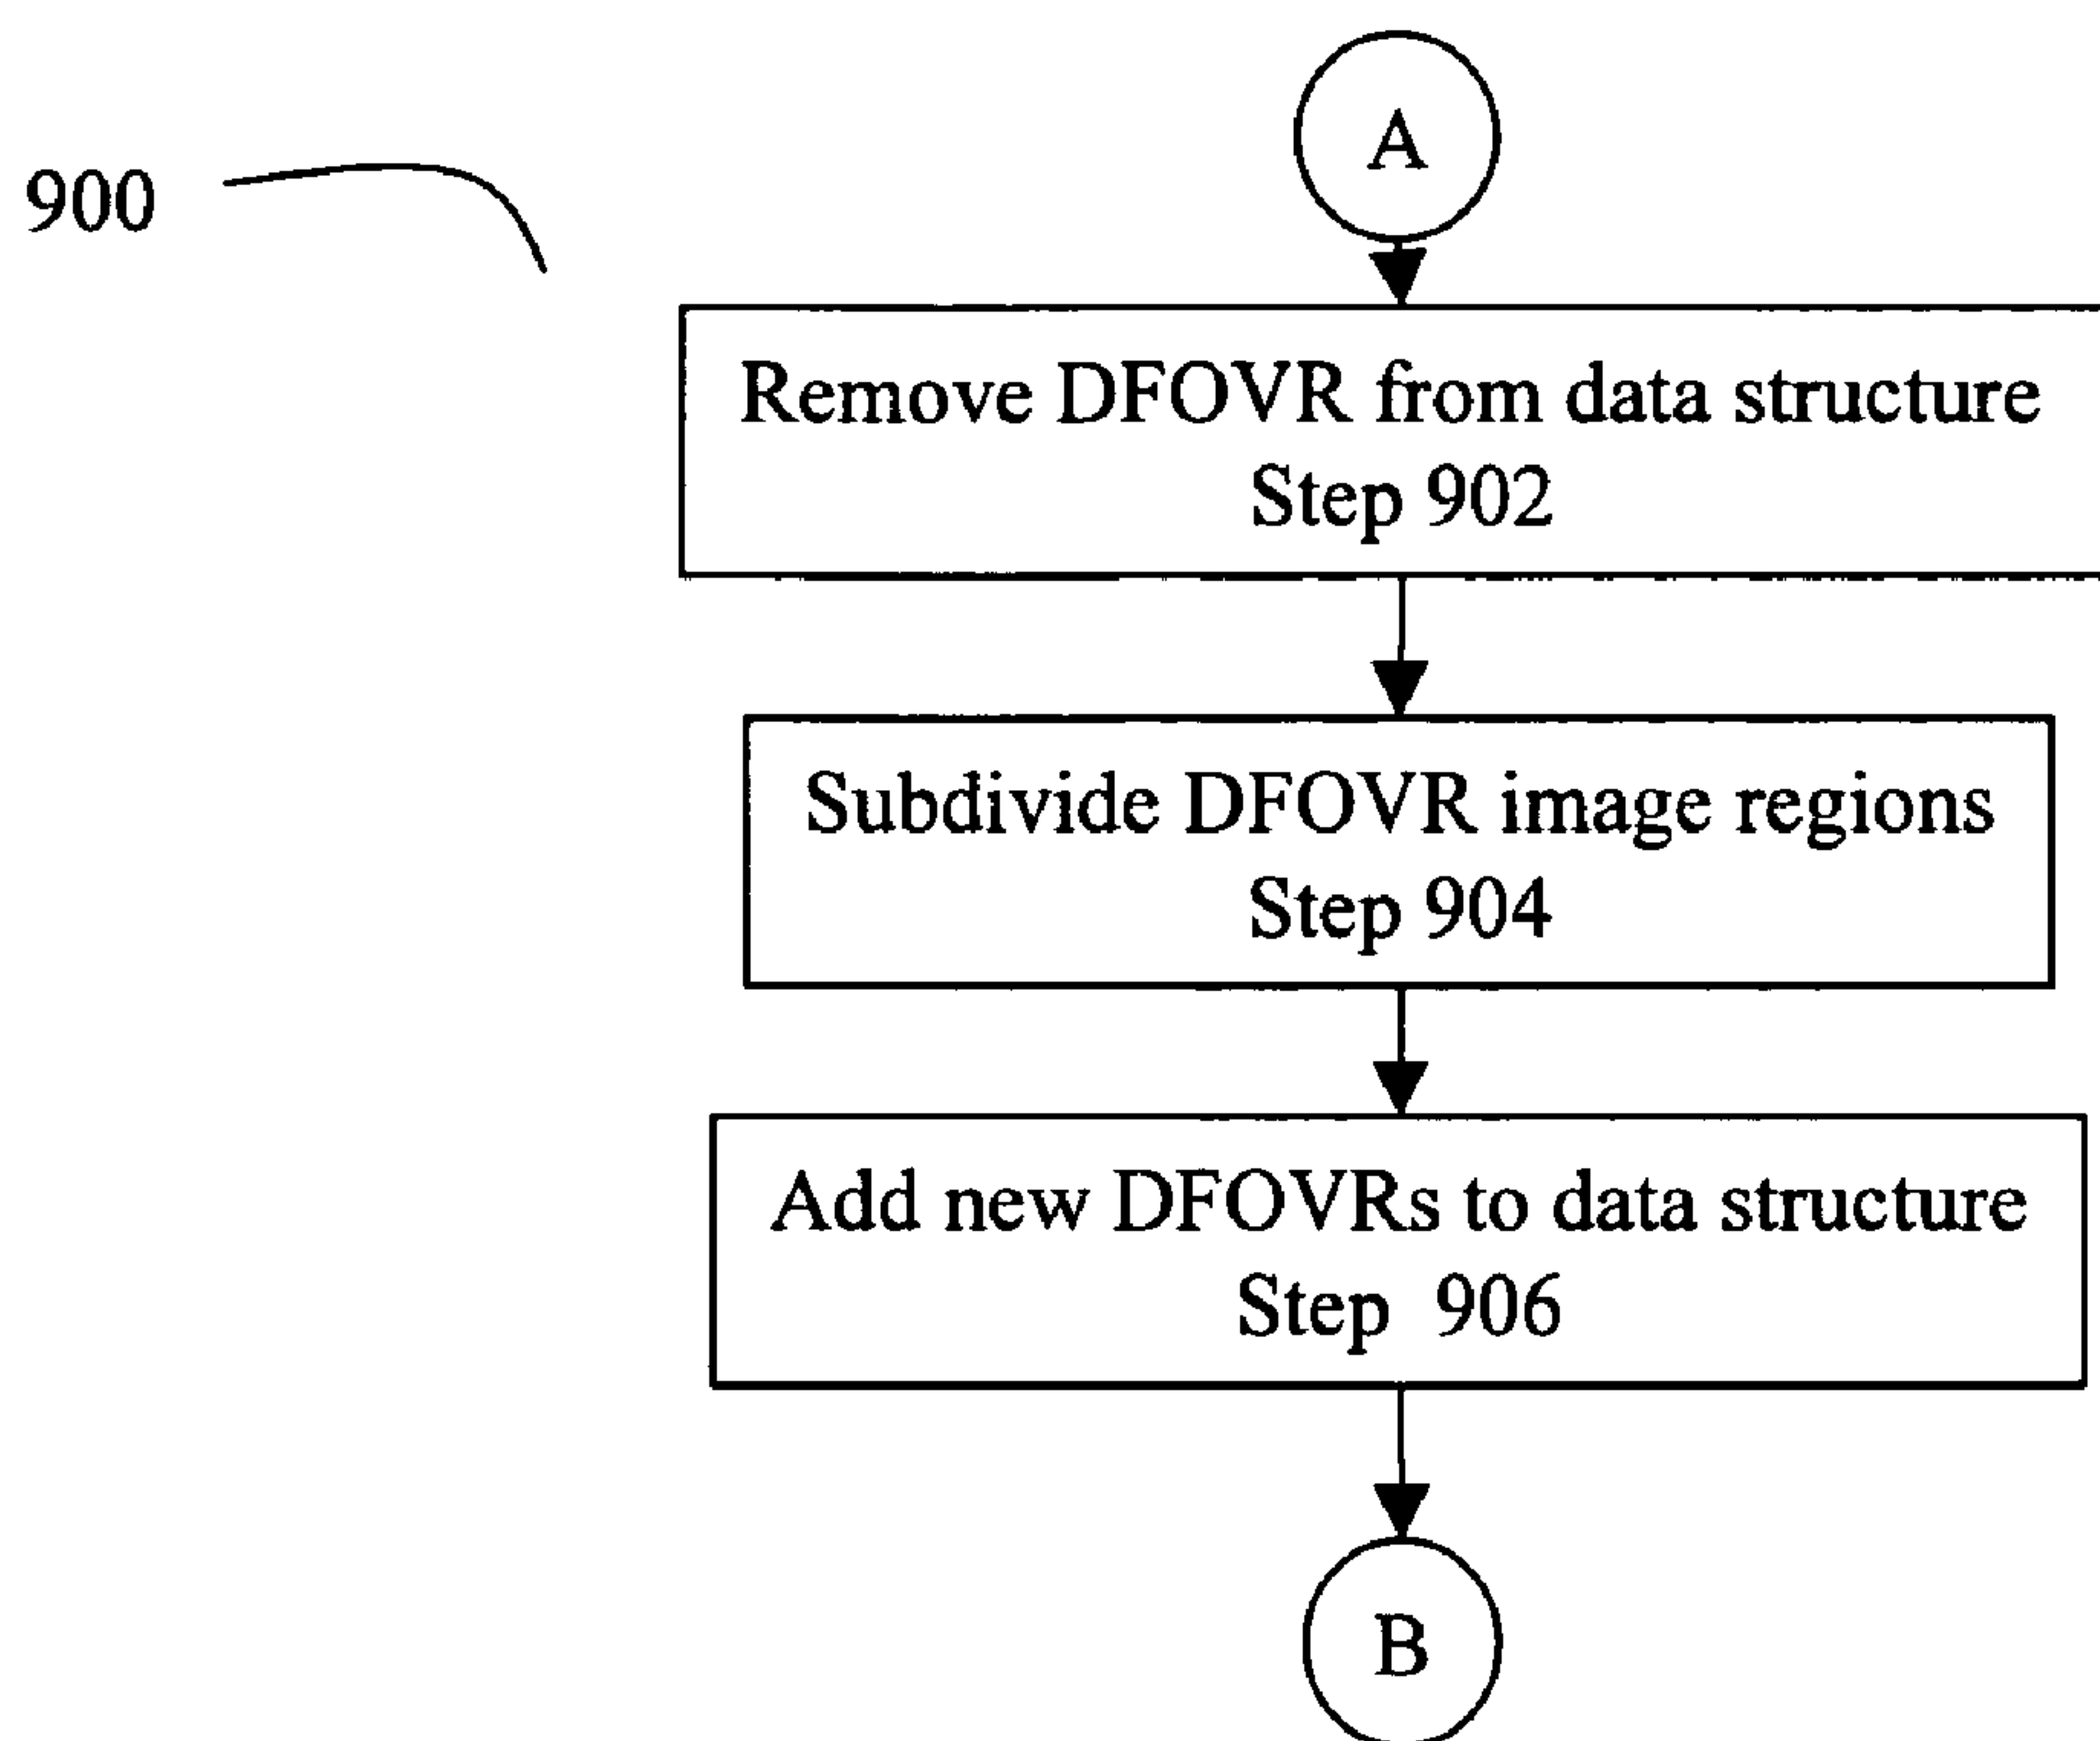 A
900
Remove DFOVR from data structure
Step 902
Subdivide DFOVR image regions
Step 904
Add new DFOVRs to data structure
Step 906
B